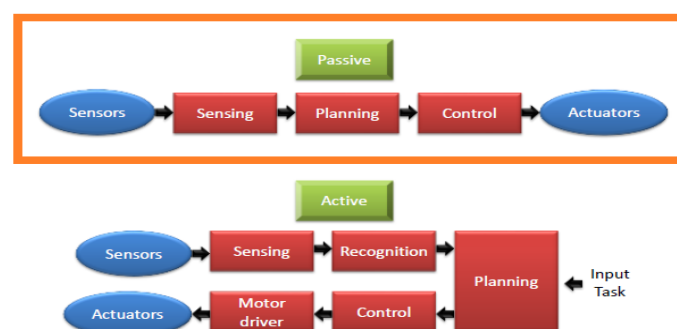 Passive
Sensors Sensing Planning Control Actuators
Active
Sensors Sensing Recognition
Planning
Input
Task
Actuators Motor
driver Control